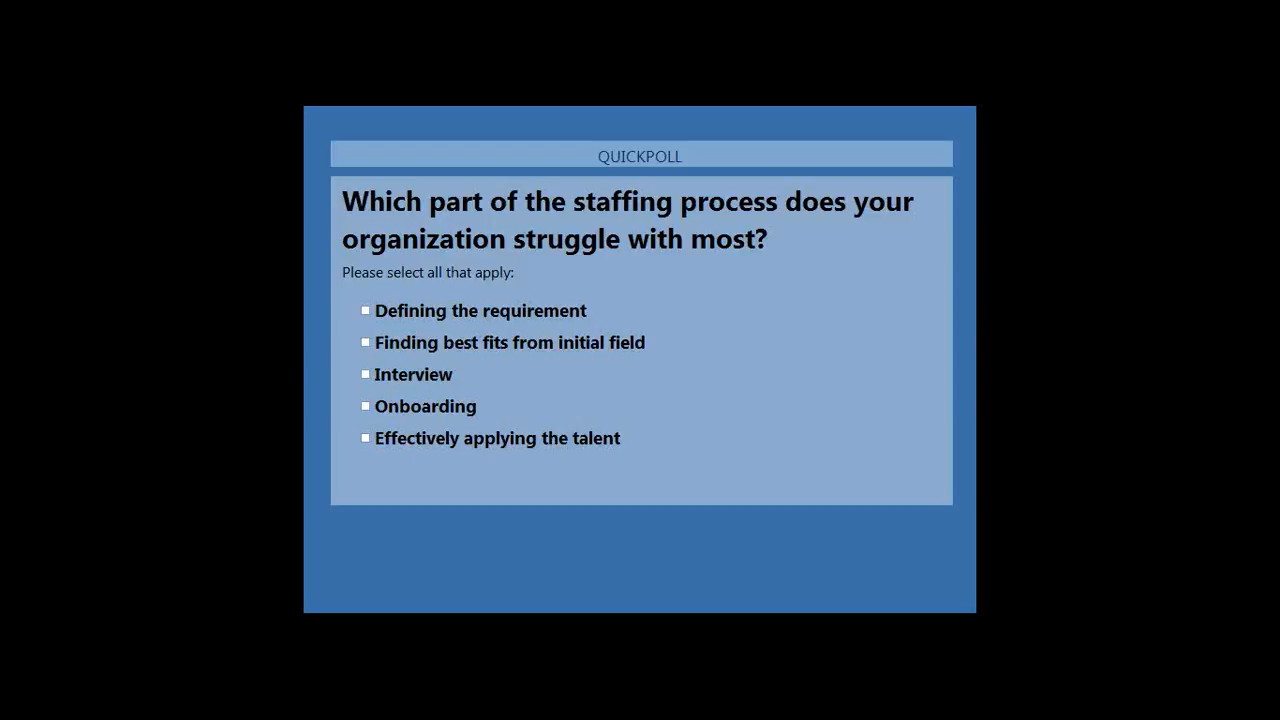 QUICKPOLL
Which part of the staffing process does your
organization struggle with most?
Please select all that apply:
Defining the requirement
Finding best fits from initial field
Interview
Onboarding
Effectively applying the talent